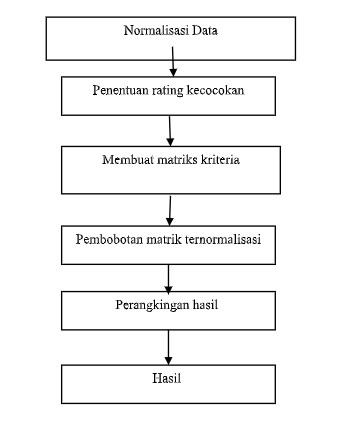 Normalisasi Data
Penentuan rating kecocokan
Membuat matriks kriteria
Pembobotan matrik ternormalisasi
Perangkingan hasil
Hasil